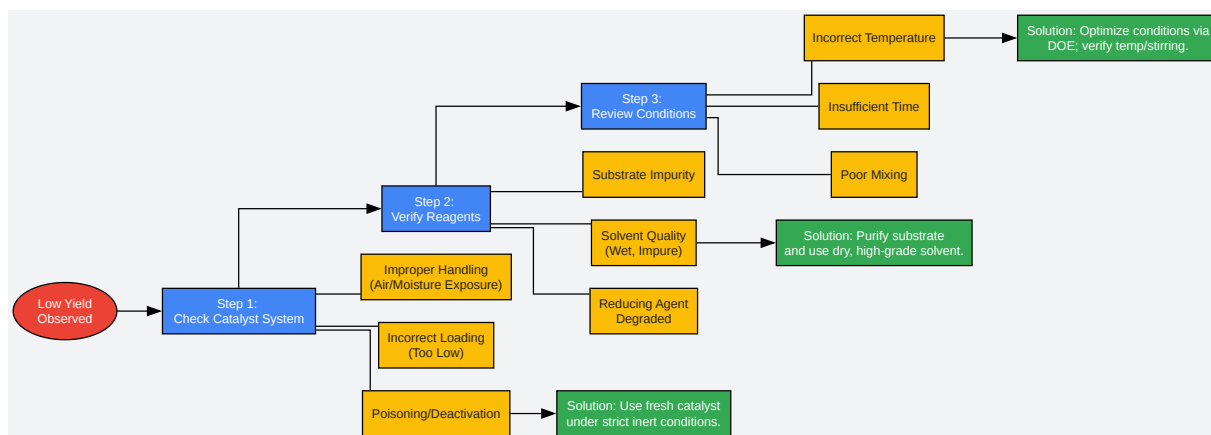 Incorrect Temperature
Solution: Optimize conditions via
DOE; verify temp/stirring.
Step 3:
Review Conditions
Insufficient Time
Substrate Impurity
Poor Mixing
Step 2:
Verify Reagents
Solvent Quality
(Wet, Impure)
Solution: Purify substrate
and use dry, high-grade solvent.
Improper Handling
(Air/Moisture Exposure)
Low Yield
Observed
Step 1:
Check Catalyst System
Reducing Agent
Degraded
Incorrect Loading
(Too Low)
Poisoning/Deactivation
Solution: Use fresh catalyst
under strict inert conditions.